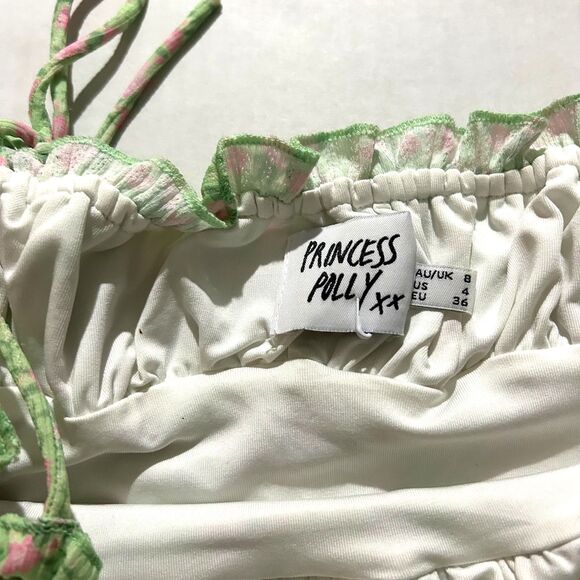 PRINCESS
POLLY
xx
AU/UK 8
US 4
EU 36